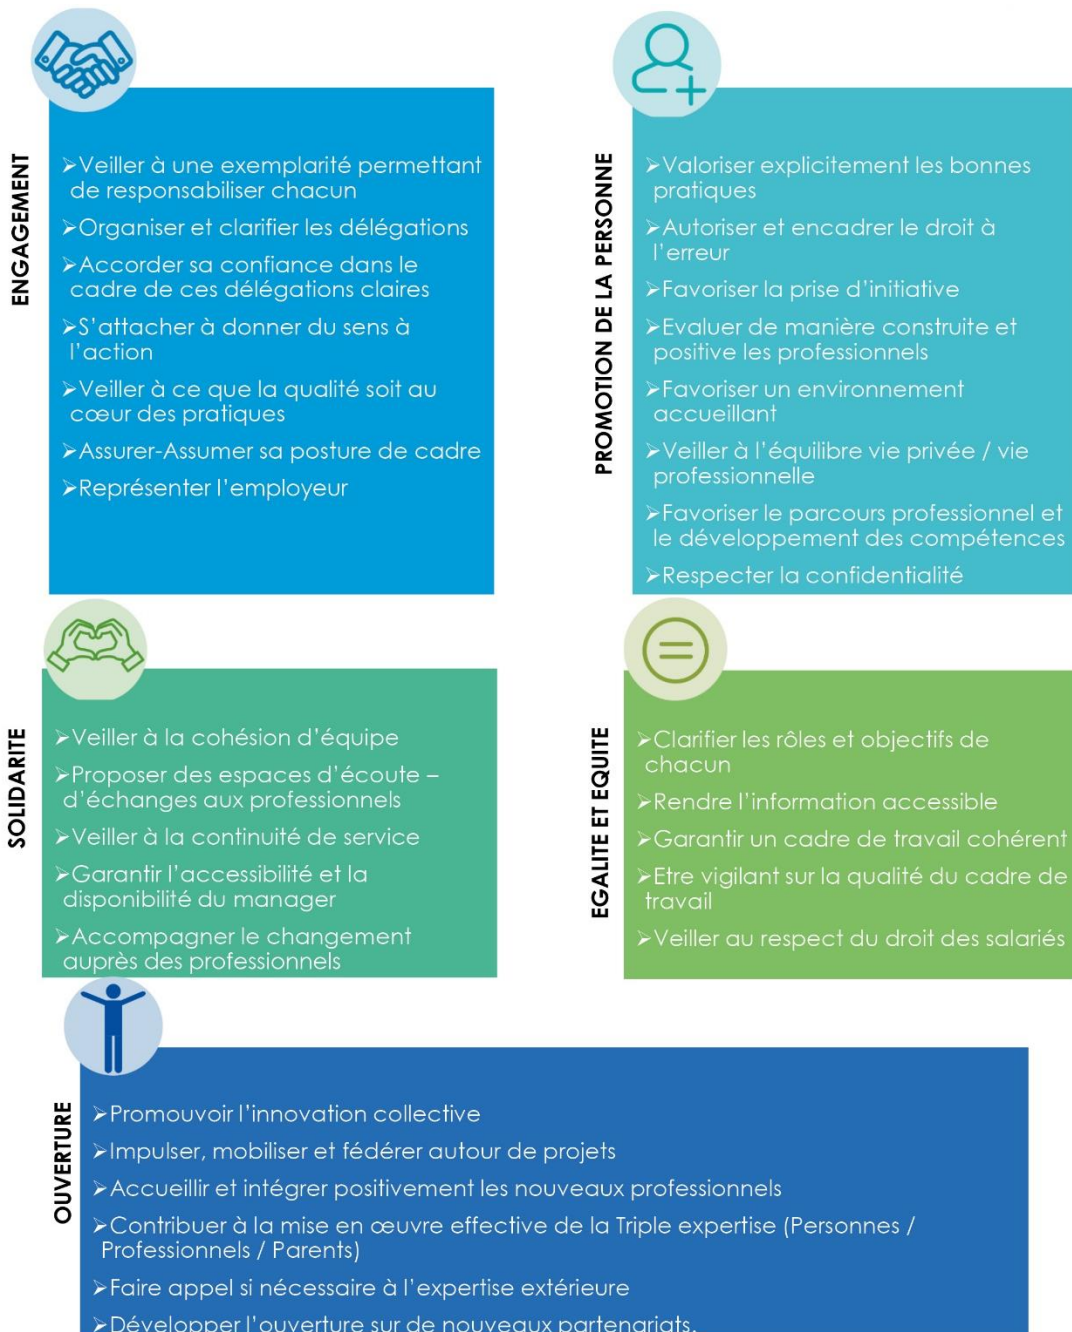 ENGAGEMENT
➢Veiller à une exemplarité permettant
de responsabiliser chacun
➢Organiser et clarifier les délégations
➢Accorder sa confiance dans le
cadre de ces délégations claires
➢S’attacher à donner du sens à
l’action
➢Veiller à ce que la qualité soit au
cœur des pratiques
➢Assurer-Assumer sa posture de cadre
➢Représenter l’employeur
PROMOTION DE LA PERSONNE
➢Valoriser explicitement les bonnes
pratiques
➢Autoriser et encadrer le droit à
l’erreur
➢Favoriser la prise d’initiative
➢Evaluer de manière construite et
positive les professionnels
➢Favoriser un environnement
accueillant
➢Veiller à l’équilibre vie privée / vie
professionnelle
➢Favoriser le parcours professionnel et
le développement des compétences
➢Respecter la confidentialité
SOLIDARITE
➢Veiller à la cohésion d’équipe
➢Proposer des espaces d’écoute –
d’échanges aux professionnels
➢Veiller à la continuité de service
➢Garantir l’accessibilité et la
disponibilité du manager
➢Accompagner le changement
auprès des professionnels
EGALITE ET EQUITE
➢Clarifier les rôles et objectifs de
chacun
➢Rendre l’information accessible
➢Garantir un cadre de travail cohérent
➢Etre vigilant sur la qualité du cadre de
travail
➢Veiller au respect du droit des salariés
OUVERTURE
➢Promouvoir l’innovation collective
➢Impulser, mobiliser et fédérer autour de projets
➢Accueillir et intégrer positivement les nouveaux professionnels
➢Contribuer à la mise en œuvre effective de la Triple expertise (Personnes /
Professionnels / Parents)
➢Faire appel si nécessaire à l’expertise extérieure
➢Développer l’ouverture sur de nouveaux partenariats.